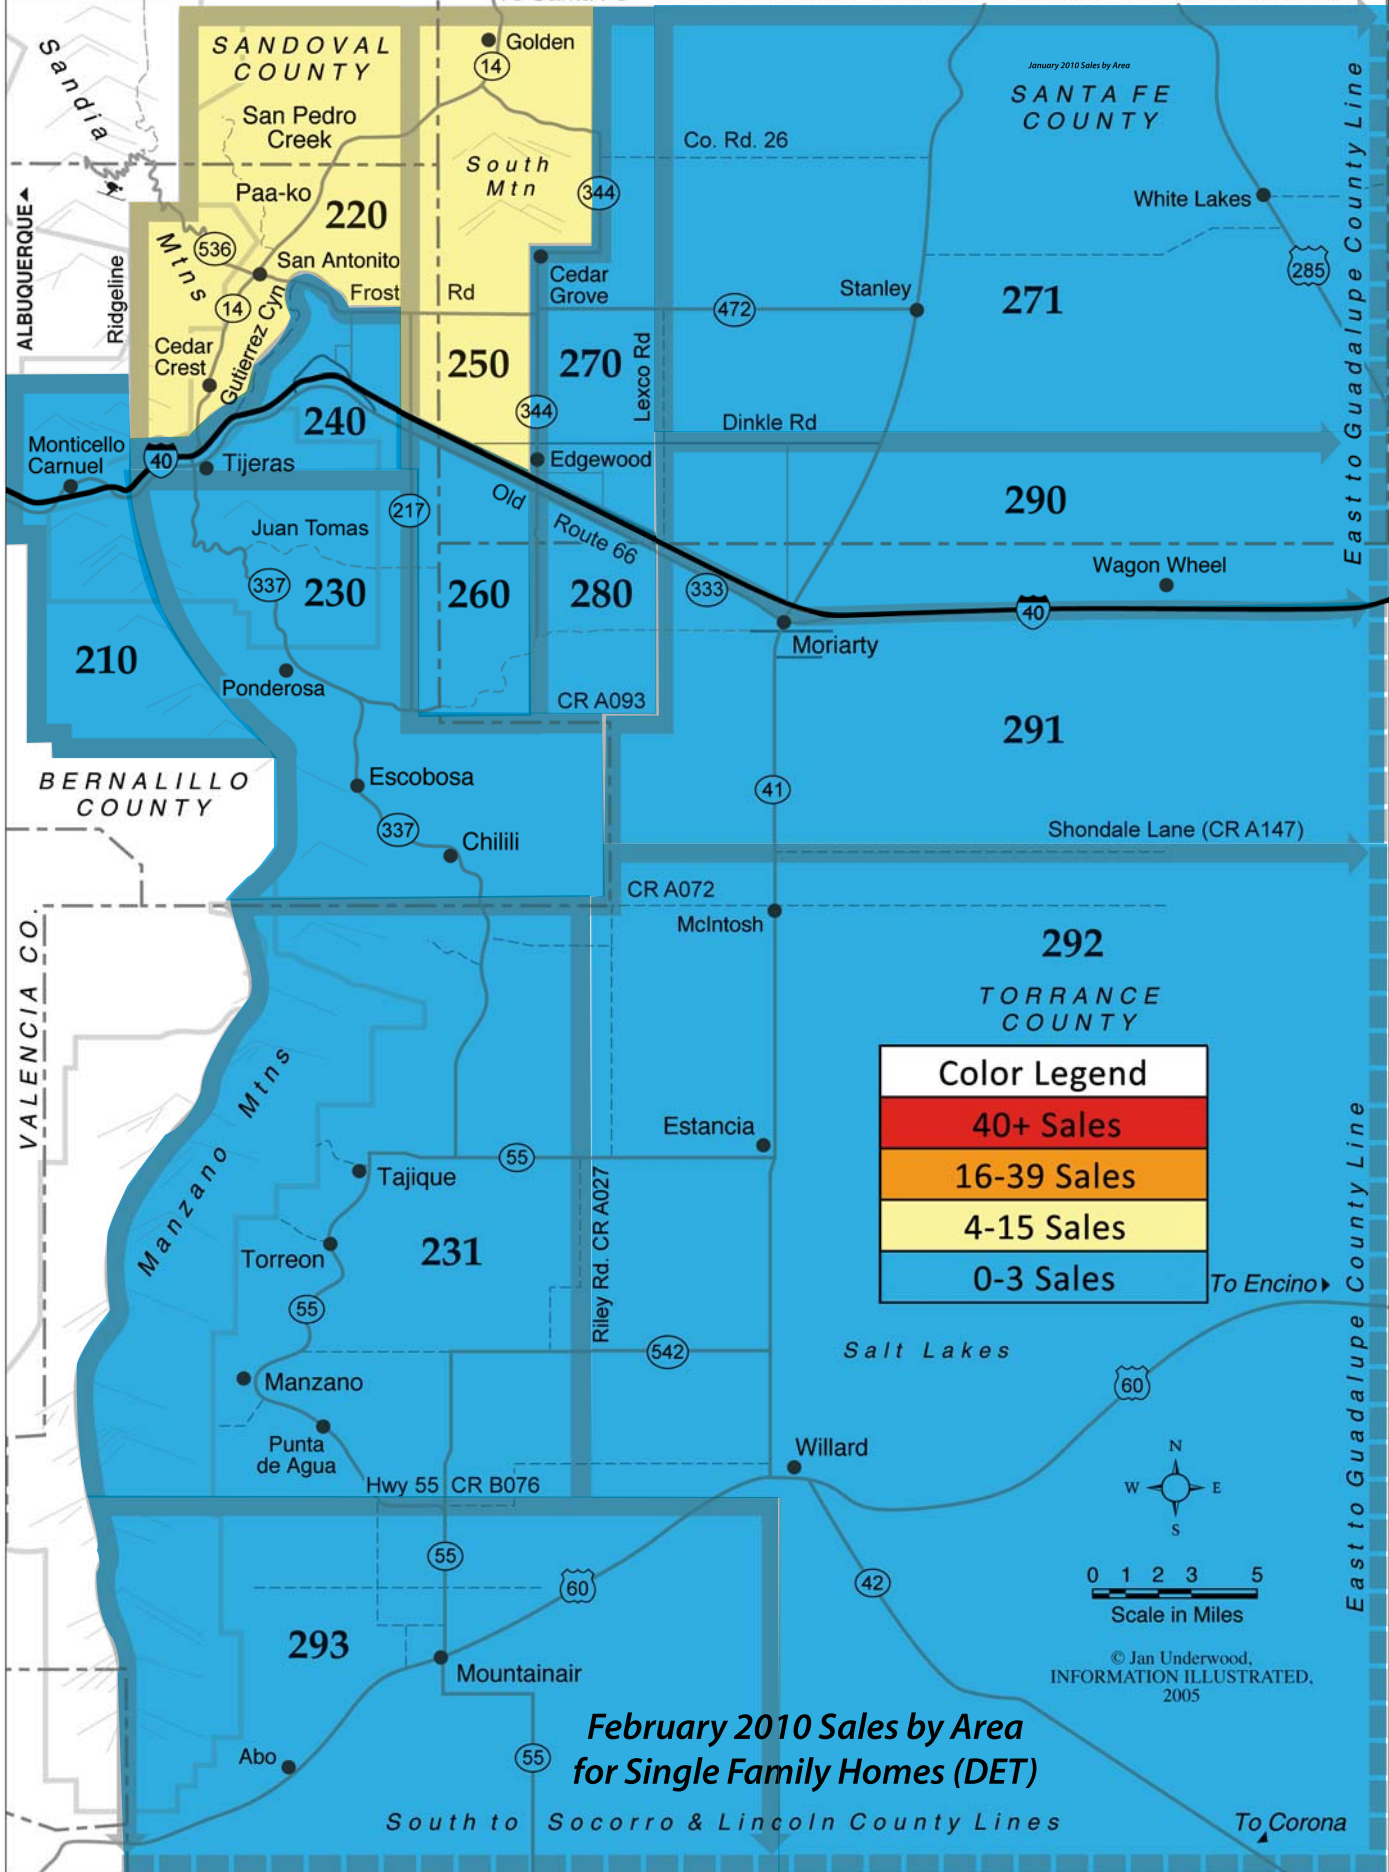 SANDOVAL
COUNTY
Golden
14
January 2010 Sales by Area
SANTA FE
COUNTY
Sandia
Mtns
San Pedro
Creek
South
Mtn
Co. Rd. 26
344
White Lakes
285
East to Guadalupe County Line
ALBUQUERQUE
Ridgeline
Paa-ko
220
536
San Antonito
14
Gutierrez Cyn
Frost Rd
Cedar
Grove
472
Stanley
271
Cedar
Crest
250
270
Lexco Rd
344
Dinkle Rd
240
Monticello
Carnuel
40
Tijeras
Edgewood
217
Old Route 66
290
Juan Tomas
337
230
260
280
333
Wagon Wheel
40
Moriarty
210
Ponderosa
CR A093
291
BERNALILLO
COUNTY
Escobosa
41
337
Chilili
Shondale Lane (CR A147)
CR A072
McIntosh
292
VALENCIA CO.
TORRANCE
COUNTY
Manzano Mtns
Color Legend
40+ Sales
16-39 Sales
4-15 Sales
0-3 Sales
Estancia
55
Tajique
Riley Rd. CR A027
Torreon
231
To Encino
55
542
Salt Lakes
60
East to Guadalupe County Line
Manzano
Punta
de Agua
Willard
Hwy 55 CR B076
N
W E
S
55
60
42
0 1 2 3 5
Scale in Miles
293
© Jan Underwood,
INFORMATION ILLUSTRATED,
2005
Mountainair
February 2010 Sales by Area
for Single Family Homes (DET)
Abo
55
South to Socorro & Lincoln County Lines
To Corona